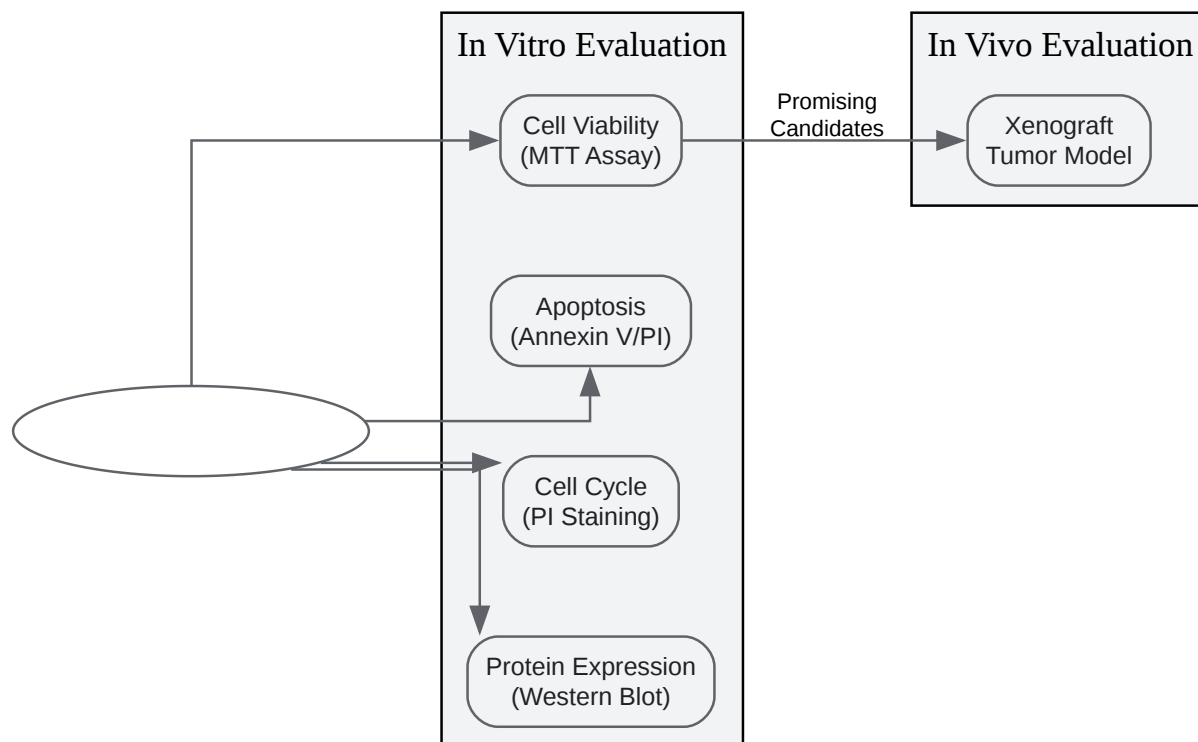 In Vitro Evaluation
In Vivo Evaluation
Cell Viability
(MTT Assay)
Promising
Candidates
Xenograft
Tumor Model
Apoptosis
(Annexin V/PI)
Cell Cycle
(PI Staining)
Protein Expression
(Western Blot)